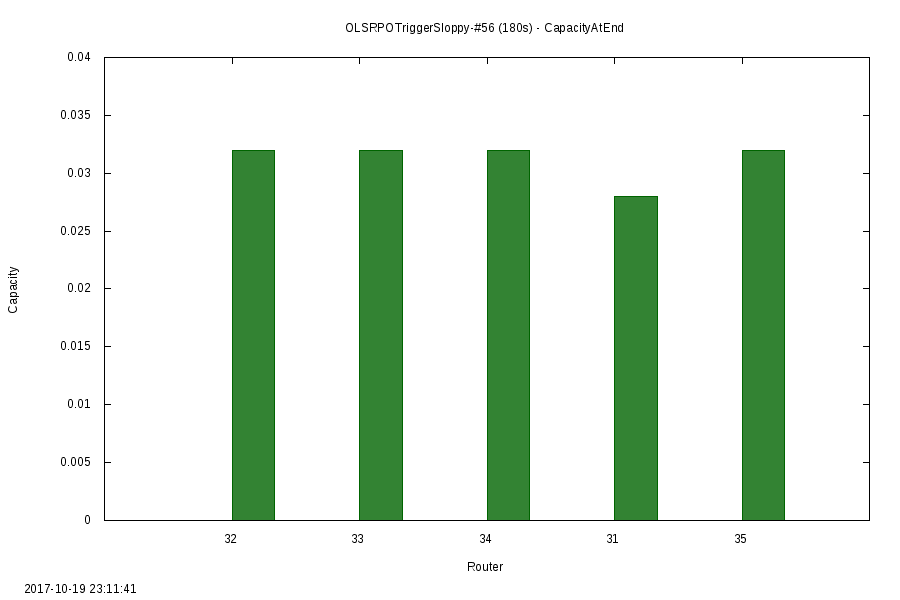 OLSRPOTriggerSloppy-#56 (180s) - CapacityAtEnd
0.04
0.035
0.03
0.025
0.02
0.015
0.01
0.005
0
Capacity
32 33 34 31 35
Router
2017-10-19 23:11:41